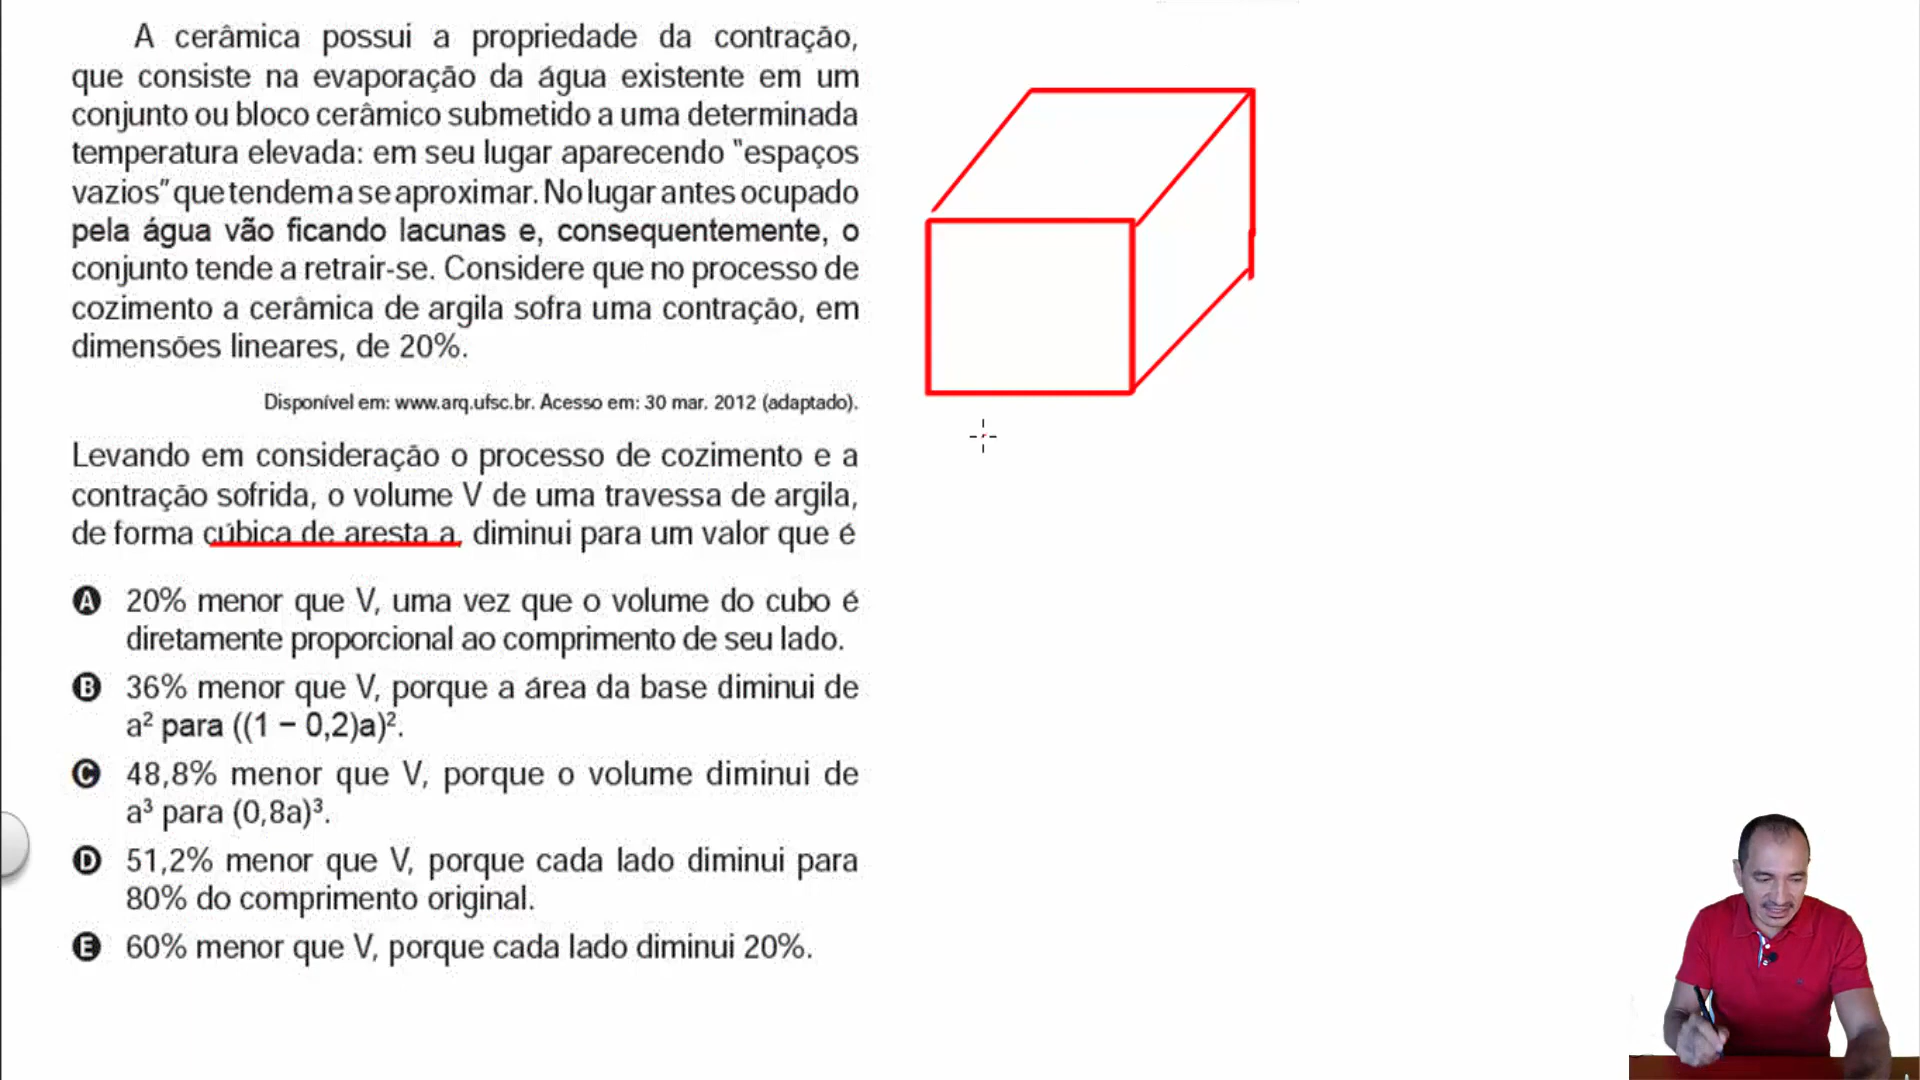 A cerâmica possui a propriedade da contração,
que consiste na evaporação da água existente em um
conjunto ou bloco cerâmico submetido a uma determinada
temperatura elevada: em seu lugar aparecendo "espaços
vazios" que tendem a se aproximar. No lugar antes ocupado
pela água vão ficando lacunas e, consequentemente, o
conjunto tende a retrair-se. Considere que no processo de
cozimento a cerâmica de argila sofra uma contração, em
dimensões lineares, de 20%.
Disponível em: www.arq.ufsc.br. Acesso em: 30 mar. 2012 (adaptado).
Levando em consideração o processo de cozimento e a
contração sofrida, o volume V de uma travessa de argila,
de forma cúbica de aresta a, diminui para um valor que é
A 20% menor que V, uma vez que o volume do cubo é
diretamente proporcional ao comprimento de seu lado.
B 36% menor que V, porque a área da base diminui de
a² para ((1 − 0,2)a)².
C 48,8% menor que V, porque o volume diminui de
a³ para (0,8a)³.
D 51,2% menor que V, porque cada lado diminui para
80% do comprimento original.
E 60% menor que V, porque cada lado diminui 20%.